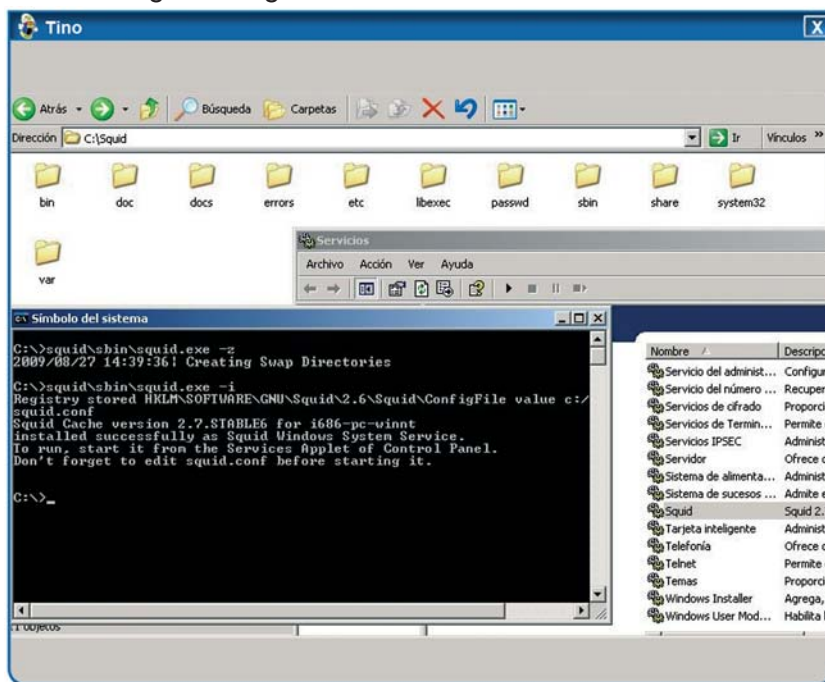 Tino
Atrás
Búsqueda
Carpetas
Dirección C:\Squid
Ir
Vínculos »
bin
doc
docs
errors
etc
libexec
passwd
sbin
share
system32
var
Servicios
Archivo Acción Ver Ayuda
Símbolo del sistema
C:\>squid\sbin\squid.exe -z
2009/08/27 14:39:36| Creating Swap Directories
C:\>squid\sbin\squid.exe -i
Registry stored HKLM\SOFTWARE\GNU\Squid\2.6\Squid\ConfigFile value c:/
squid.conf
Squid Cache version 2.7.STABLE6 for i686-pc-winnt
installed successfully as Squid Windows System Service.
To run, start it from the Services Applet of Control Panel.
Don't forget to edit squid.conf before starting it.
C:\>_
Nombre Descripc
Servicio del administ... Configur
Servicio del número ... Recuper
Servicios de cifrado Proporci
Servicios de Termin... Permite
Servicios IPSEC Administ
Servidor Ofrece c
Sistema de alimenta... Administ
Sistema de sucesos ... Admite e
Squid Squid 2.
Tarjeta inteligente Administ
Telefonía Ofrece c
Telnet Permite
Temas Proporci
Windows Installer Agrega,
Windows User Mod... Habilita l